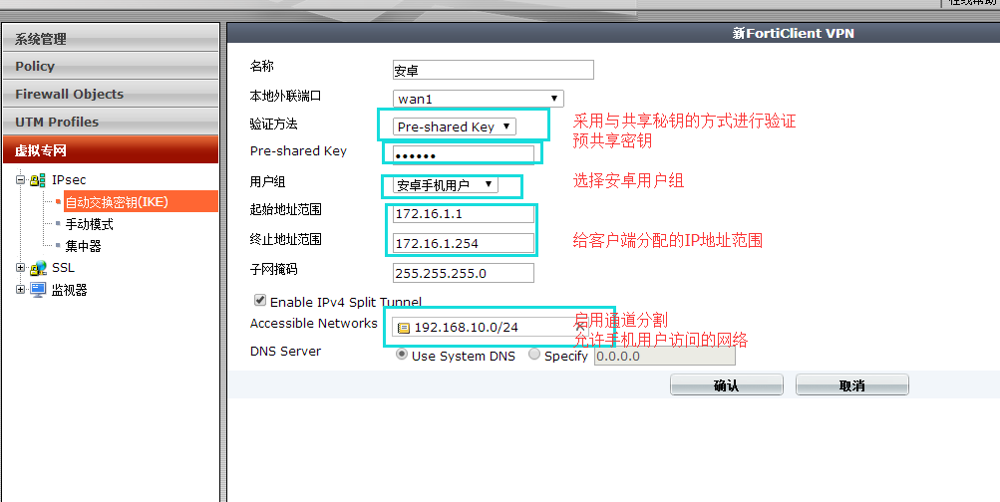 在线帮助
新FortiClient VPN
系统管理
Policy
Firewall Objects
UTM Profiles
虚拟专网
IPsec
自动交换密钥(IKE)
手动模式
集中器
SSL
监视器
名称 安卓
本地外联端口 wan1
验证方法 Pre-shared Key 采用与共享秘钥的方式进行验证
预共享密钥
Pre-shared Key ••••••
用户组 安卓手机用户 选择安卓用户组
起始地址范围 172.16.1.1
终止地址范围 172.16.1.254 给客户端分配的IP地址范围
子网掩码 255.255.255.0
Enable IPv4 Split Tunnel
Accessible Networks 192.168.10.0/24 启用通道分割
允许手机用户访问的网络
DNS Server Use System DNS Specify 0.0.0.0
确认 取消